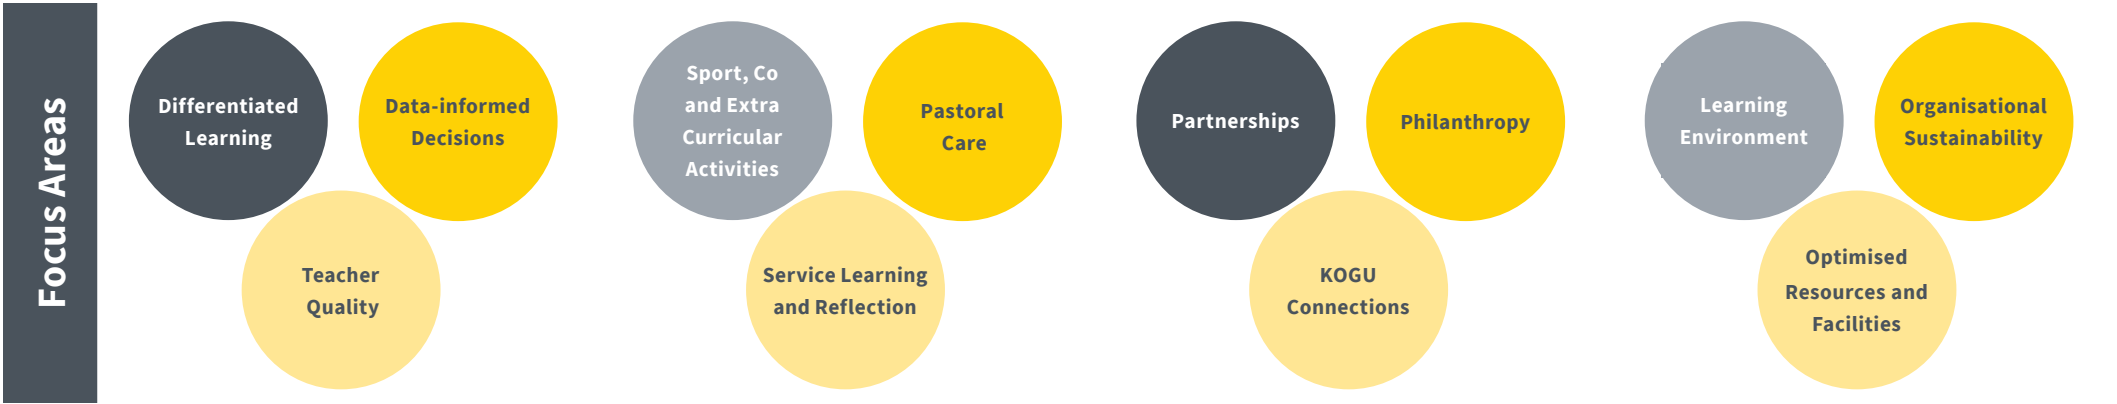 Focus Areas
Differentiated
Learning
Data-informed
Decisions
Teacher
Quality
Sport, Co
and Extra
Curricular
Activities
Pastoral
Care
Service Learning
and Reflection
Partnerships
Philanthropy
KOGU
Connections
Learning
Environment
Organisational
Sustainability
Optimised
Resources and
Facilities